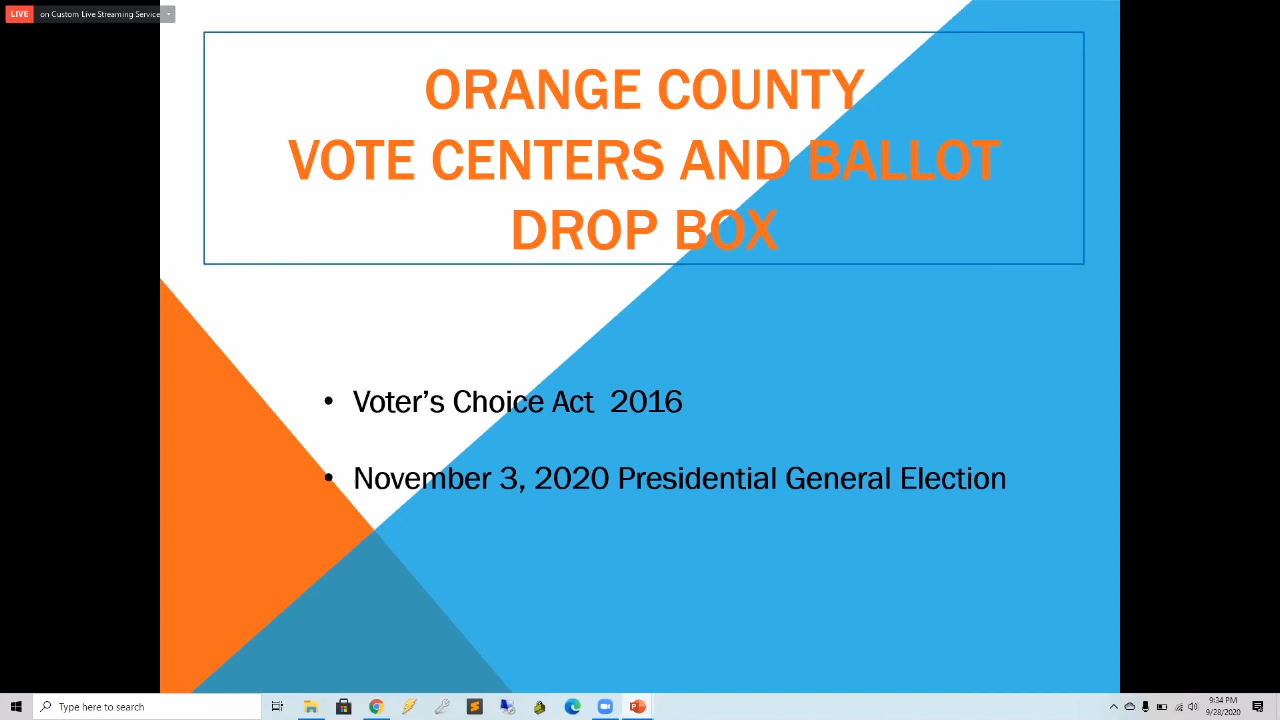 LIVE on Custom Live Streaming Service
ORANGE COUNTY
VOTE CENTERS AND BALLOT
DROP BOX
• Voter's Choice Act 2016
• November 3, 2020 Presidential General Election
Type here to search
9:34 PM
9/28/2020